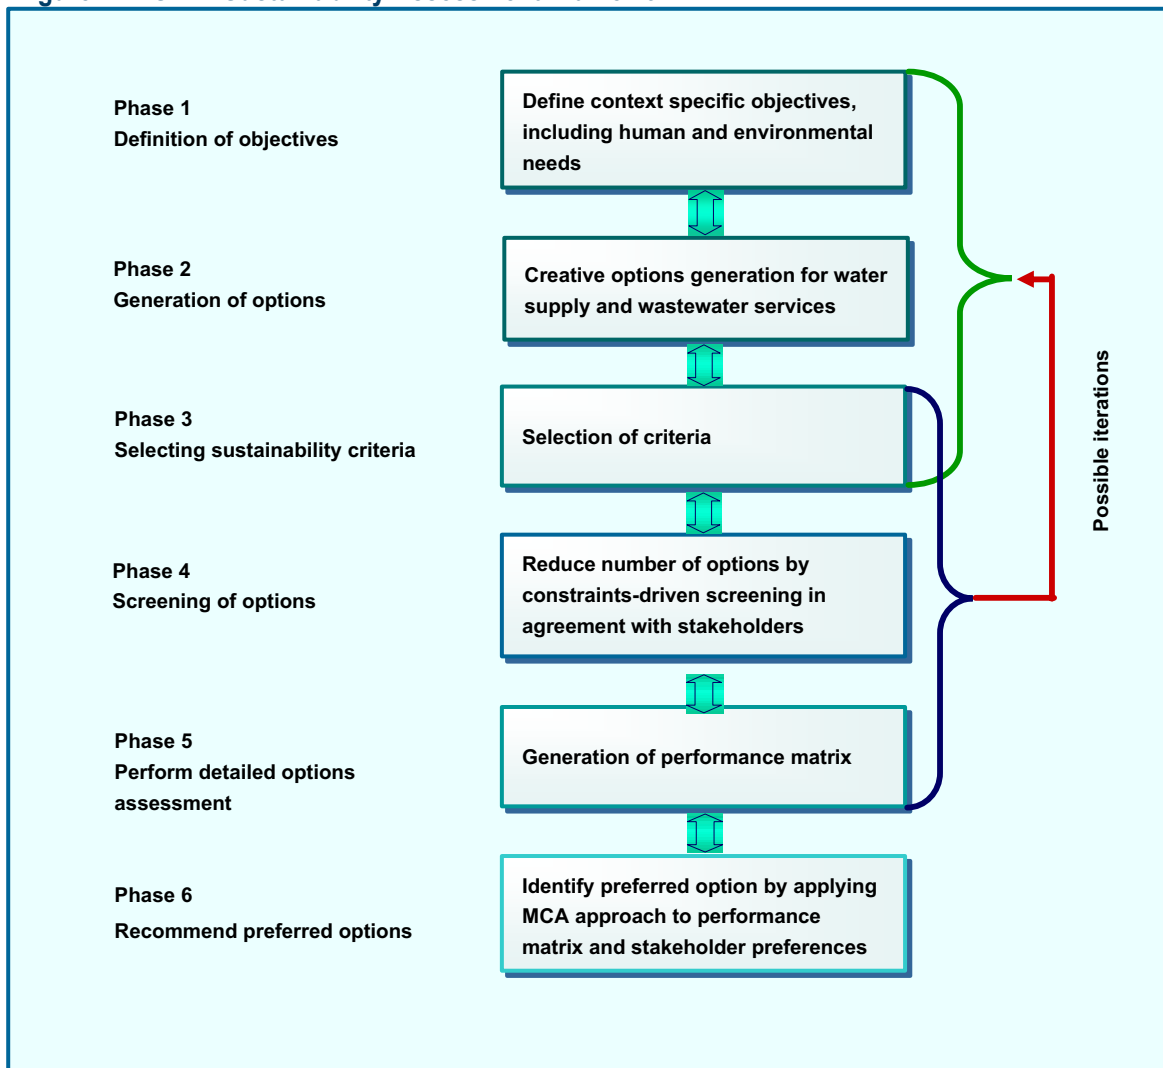 Phase 1
Definition of objectives
Define context specific objectives,
including human and environmental
needs
Phase 2
Generation of options
Creative options generation for water
supply and wastewater services
Phase 3
Selecting sustainability criteria
Selection of criteria
Phase 4
Screening of options
Reduce number of options by
constraints-driven screening in
agreement with stakeholders
Phase 5
Perform detailed options
assessment
Generation of performance matrix
Phase 6
Recommend preferred options
Identify preferred option by applying
MCA approach to performance
matrix and stakeholder preferences
Possible iterations